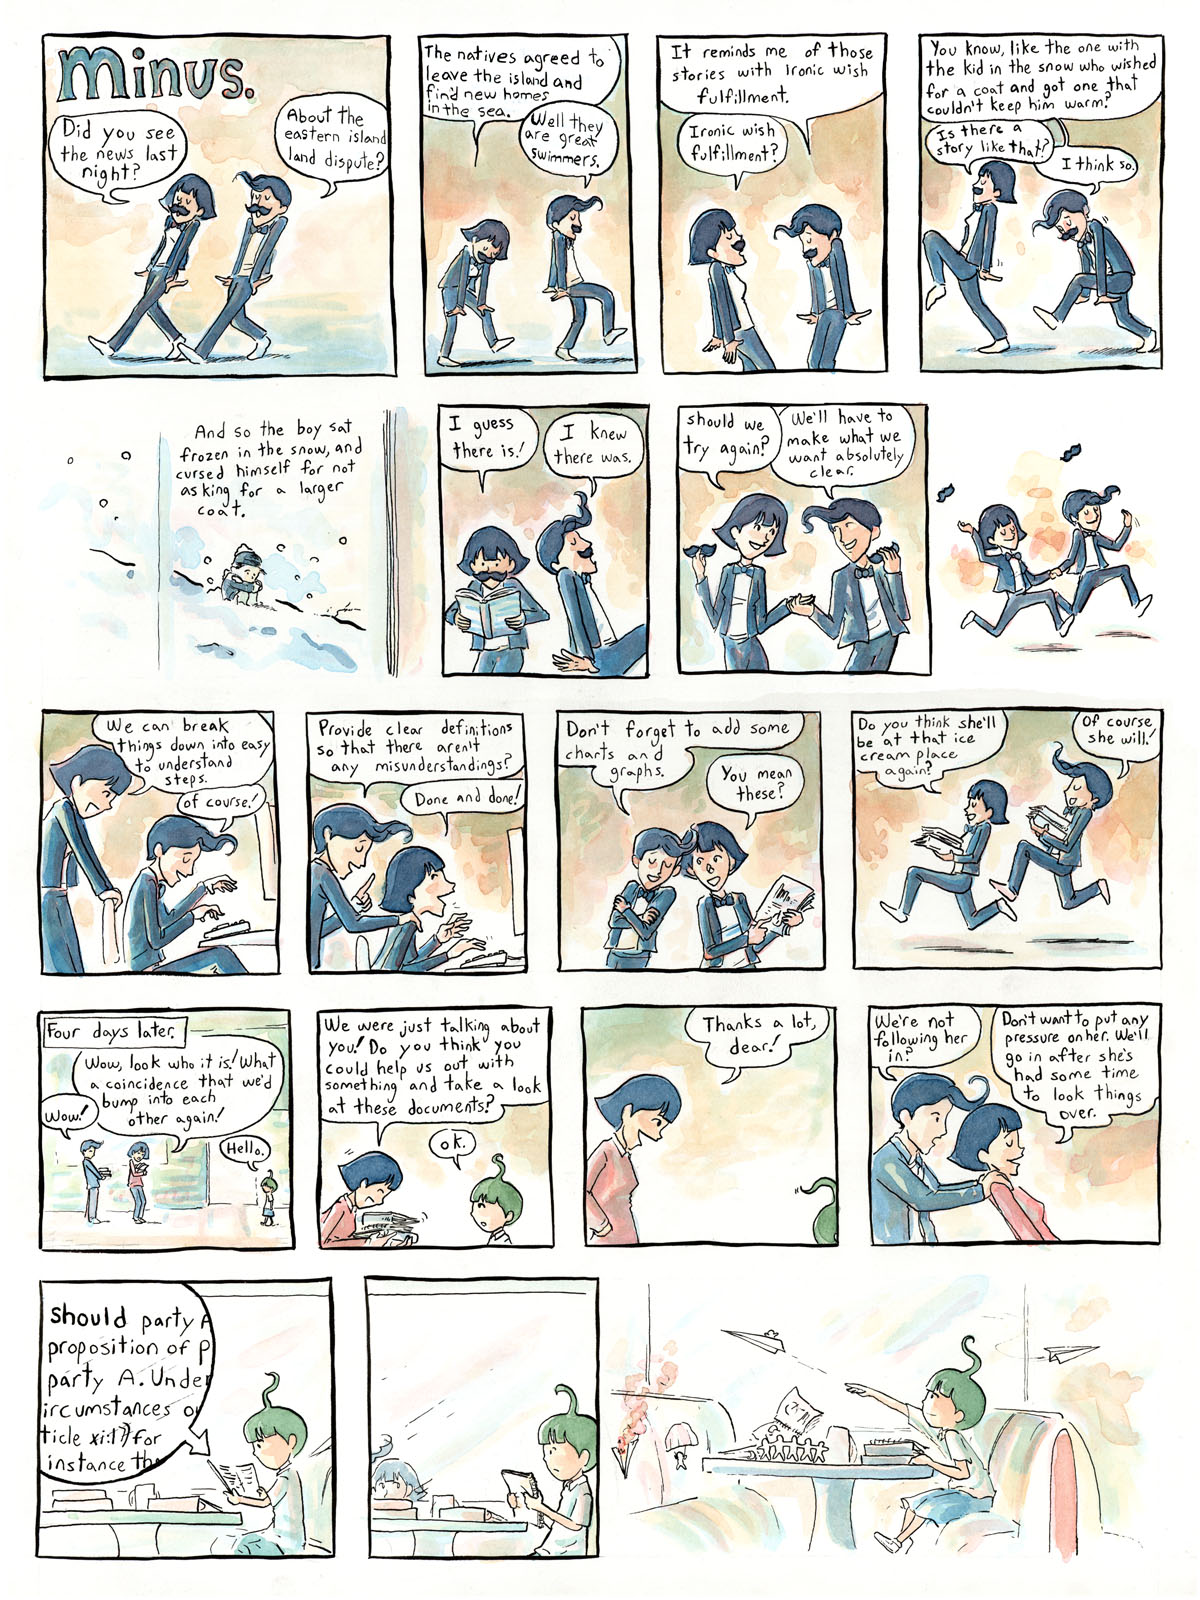 minus.
Did you see
the news last
night?
About the
eastern island
land dispute?
The natives agreed to
leave the island and
find new homes
in the sea.
Well they
are great
swimmers.
It reminds me of those
stories with Ironic wish
fulfillment.
Ironic wish
fulfillment?
You know, like the one with
the kid in the snow who wished
for a coat and got one that
couldn't keep him warm?
Is there a
story like that?
I think so.
And so the boy sat
frozen in the snow, and
cursed himself for not
asking for a larger
coat.
I guess
there is!
I knew
there was.
should we
try again?
We'll have to
make what we
want absolutely
clear.
We can break
things down into easy
to understand
steps.
of course!
Provide clear definitions
so that there aren't
any misunderstandings?
Done and done!
Don't forget to add some
charts and
graphs.
You mean
these?
Do you think she'll
be at that ice
cream place
again?
Of course
she will!
Four days later.
Wow, look who it is! What
a coincidence that we'd
bump into each
other again!
Wow!
Hello.
We were just talking about
you! Do you think you
could help us out with
something and take a look
at these documents?
ok.
Thanks a lot,
dear!
We're not
following her
in?
Don't want to put any
pressure on her. We'll
go in after she's
had some time
to look things
over.
Should party A
proposition of P
party A. Under
ircumstances o
ticle xi:17) for
instance th